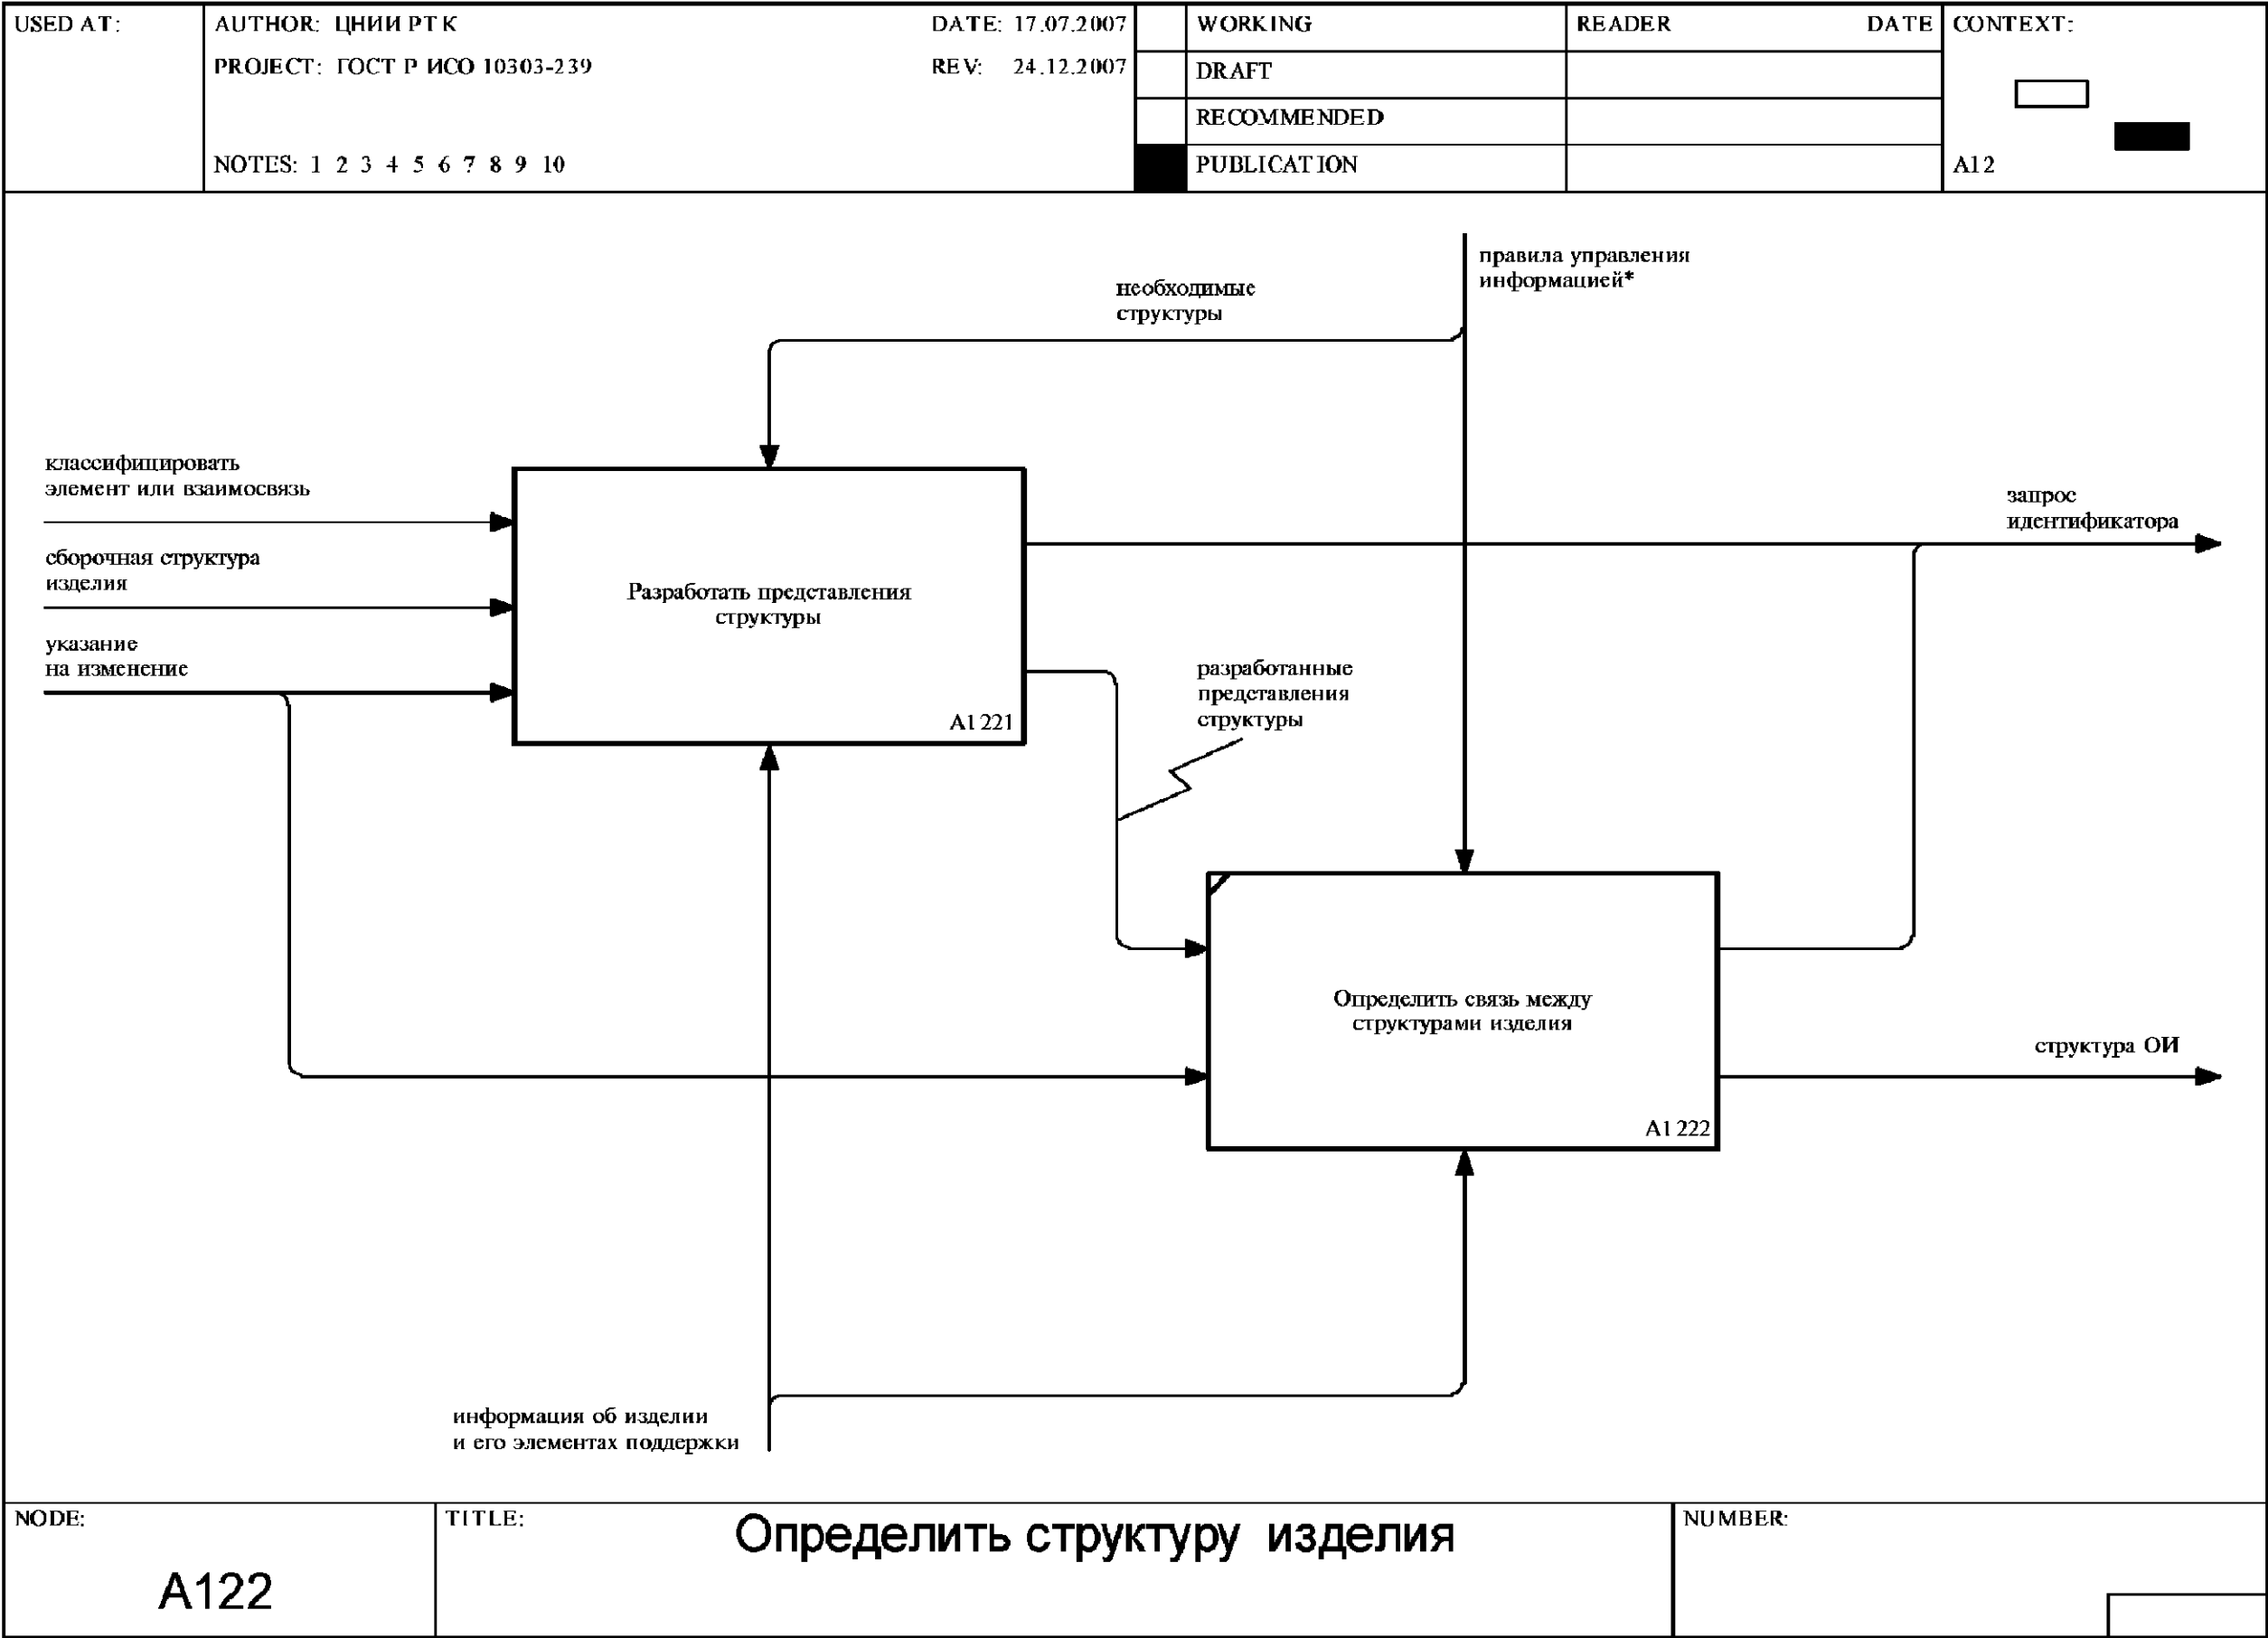 USED AT:
AUTHOR: ЦНИИ РТК
DATE: 17.07.2007
WORKING
READER
DATE
CONTEXT:
PROJECT: ГОСТ Р ИСО 10303-239
REV: 24.12.2007
DRAFT
RECOMMENDED
NOTES: 1 2 3 4 5 6 7 8 9 10
PUBLICATION
A12
правила управления
информацией*
необходимые
структуры
классифицировать
элемент или взаимосвязь
запрос
идентификатора
сборочная структура
изделия
Разработать представления
структуры
указание
на изменение
A1221
разработанные
представления
структуры
Определить связь между
структурами изделия
структура ОИ
A1222
информация об изделии
и его элементах поддержки
NODE:
TITLE:
Определить структуру изделия
NUMBER:
A122